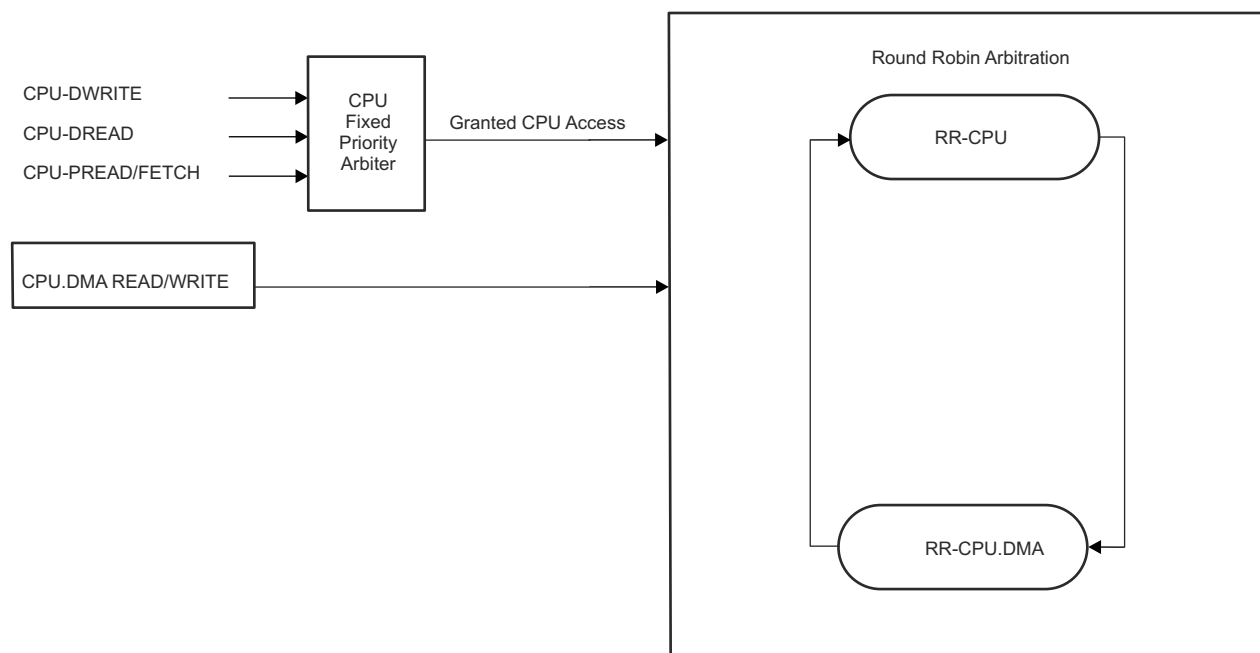 Round Robin Arbitration
CPU-DWRITE
CPU-DREAD
CPU-PREAD/FETCH
CPU
Fixed
Priority
Arbiter
Granted CPU Access
RR-CPU
CPU.DMA READ/WRITE
RR-CPU.DMA